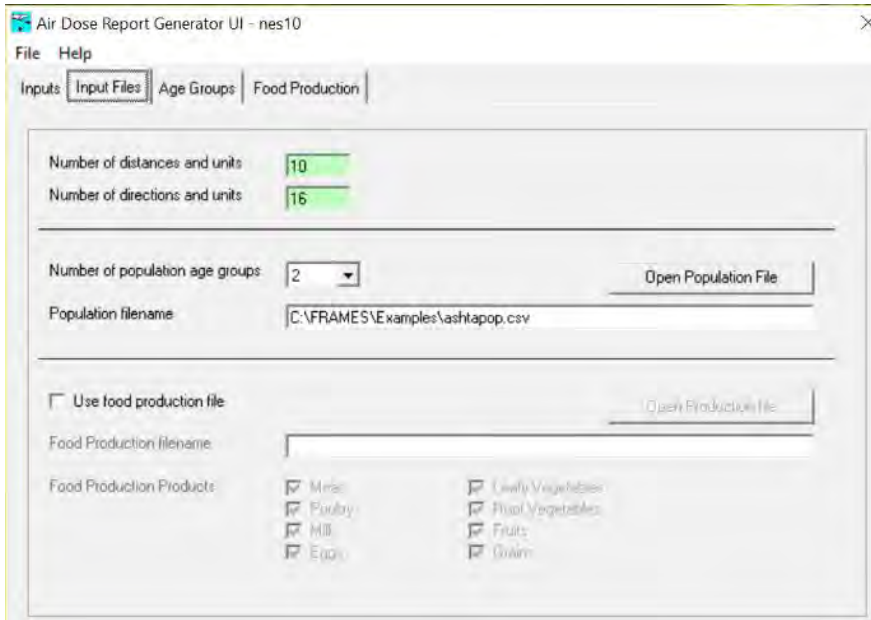 Air Dose Report Generator UI - nes10
File Help
Inputs Input Files Age Groups Food Production
Number of distances and units 10
Number of directions and units 16
Number of population age groups 2 Open Population File
Population filename C:\FRAMES\Examples\ashtapop.csv
Use food production file Open Production file
Food Production filename
Food Production Products Meat Leafy Vegetables
Poultry Root Vegetables
Milk Fruits
Eggs Grains